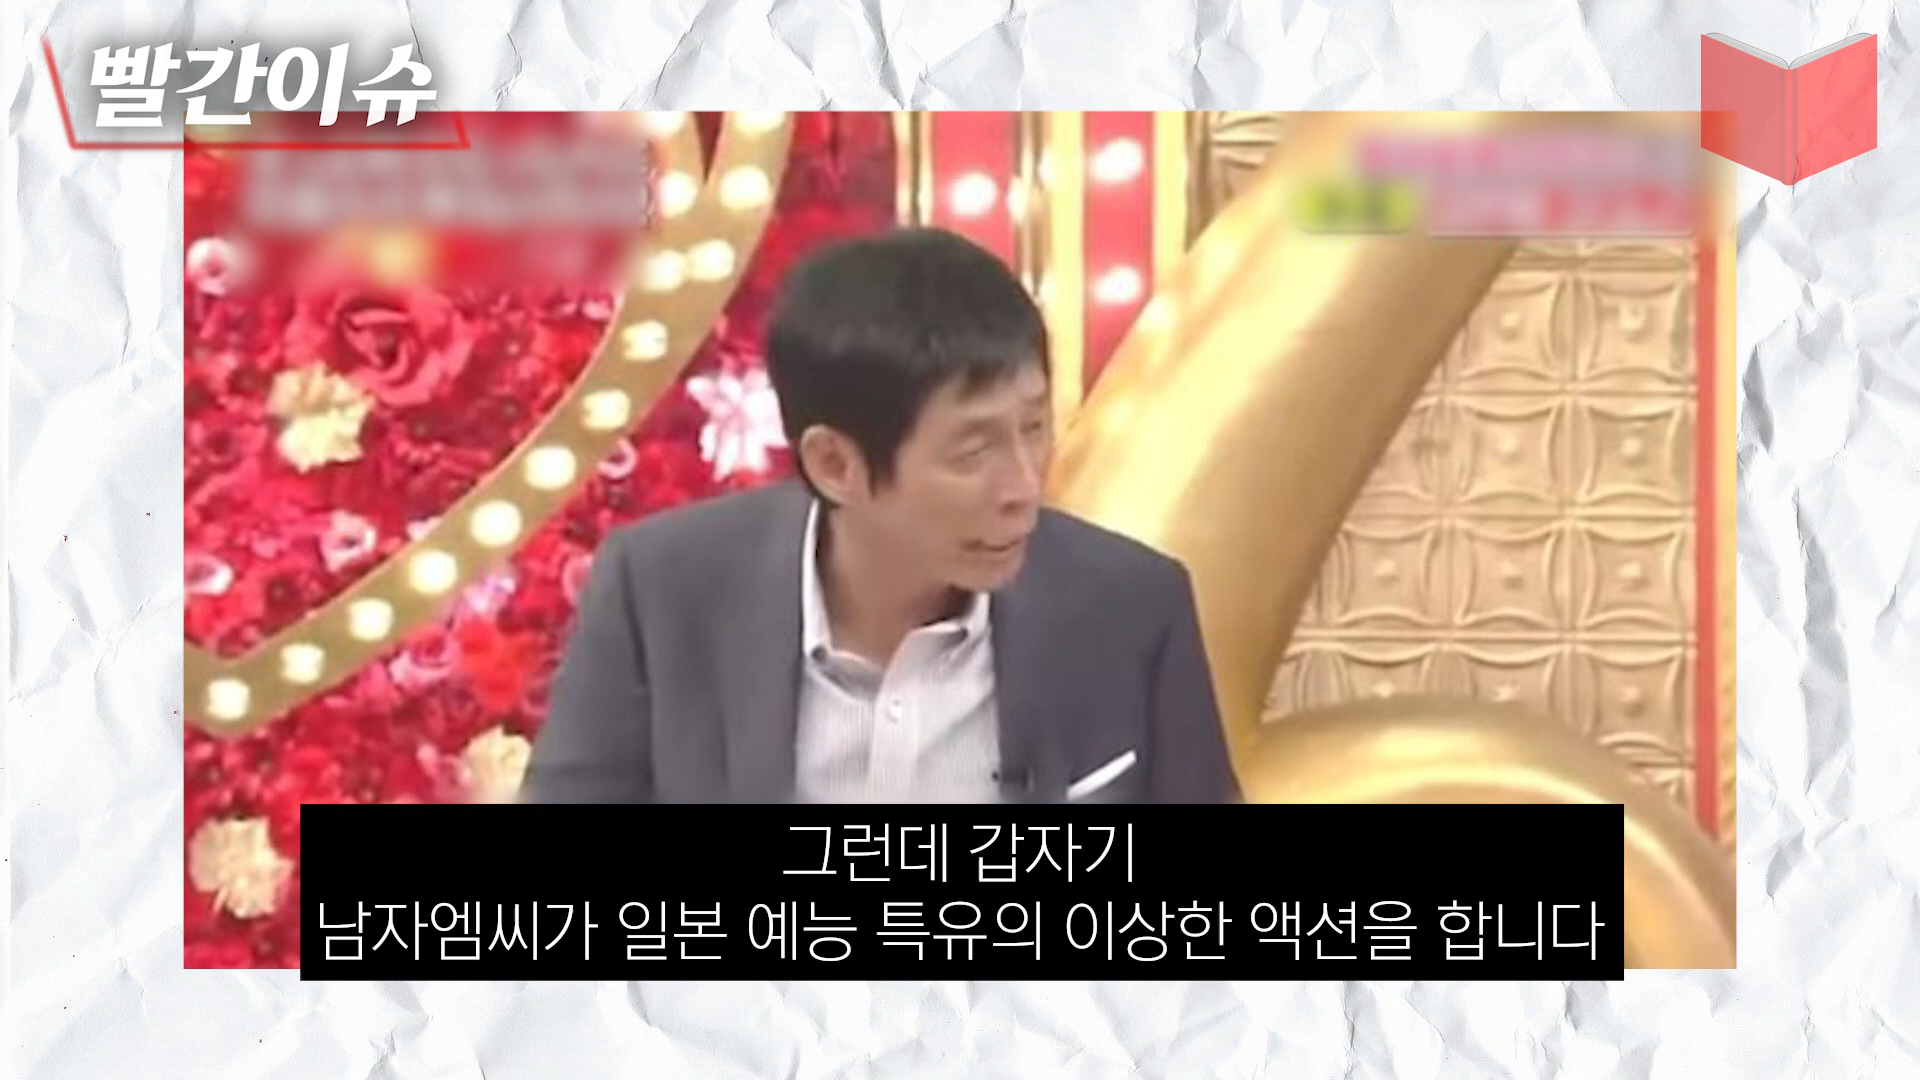 빨간이슈
그런데 갑자기
남자엠씨가 일본 예능 특유의 이상한 액션을 합니다